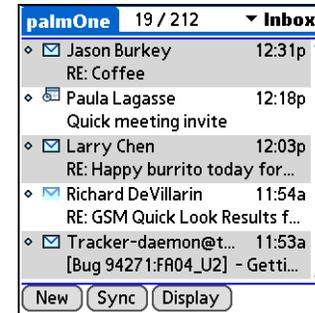 palmOne 19 / 212 Inbox
Jason Burkey 12:31p
RE: Coffee
Paula Lagasse 12:18p
Quick meeting invite
Larry Chen 12:03p
RE: Happy burrito today for...
Richard DeVillarin 11:54a
RE: GSM Quick Look Results f...
Tracker-daemon@t... 11:53a
[Bug 94271:FA04_U2] - Getti...
New Sync Display